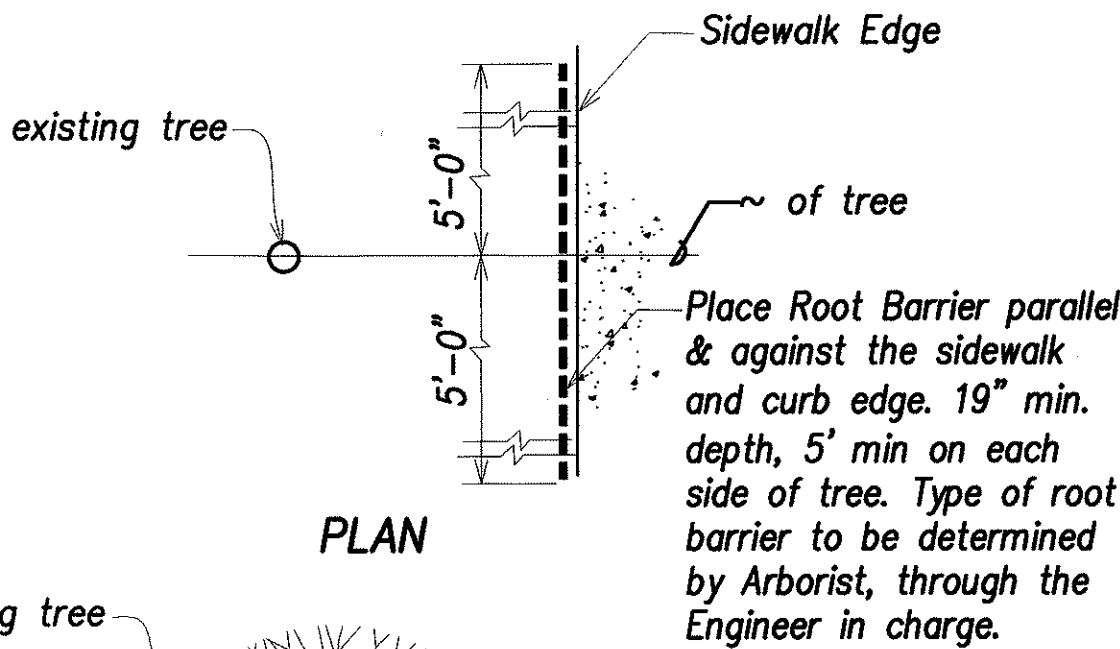 Sidewalk Edge
existing tree
5'-0"
~ of tree
5'-0"
Place Root Barrier parallel
& against the sidewalk
and curb edge. 19" min.
depth, 5' min on each
side of tree. Type of root
barrier to be determined
by Arborist, through the
Engineer in charge.
PLAN
g tree